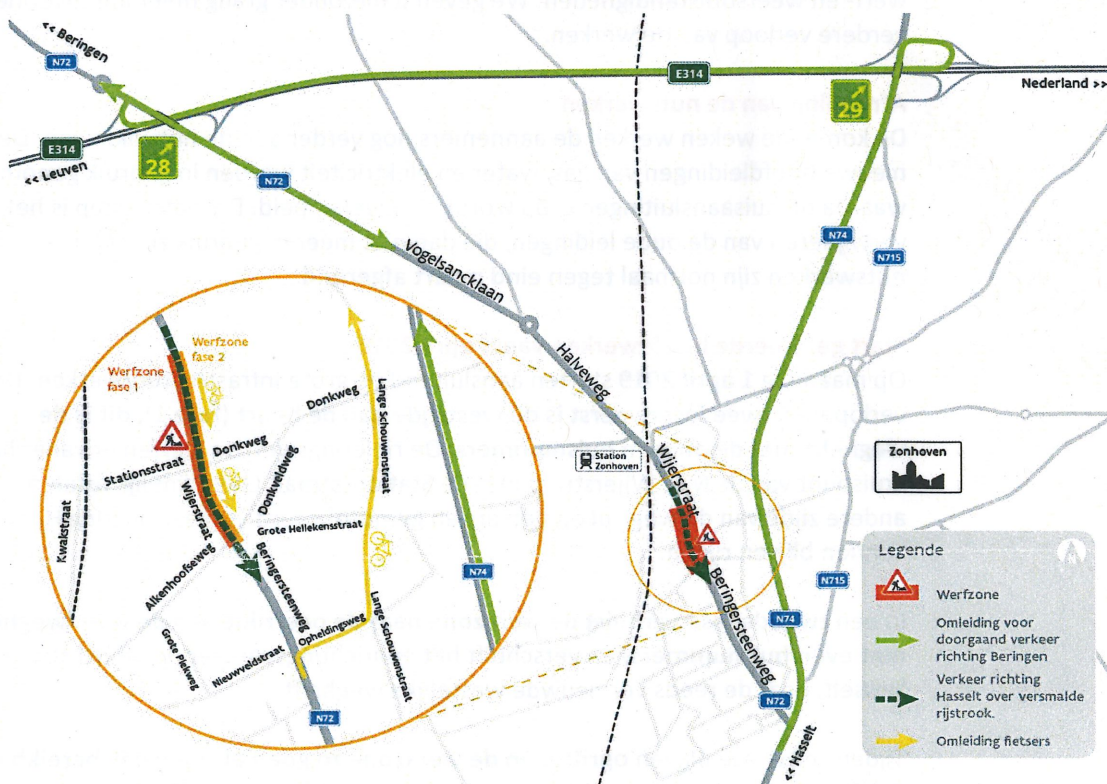 << Beringen
N72
E314
Nederland >>
28
29
E314
<< Leuven
N72
N74
N715
Vogelsancklaan
Halveweg
Werfzone
fase 2
Werfzone
fase 1
Donkweg
Lange Schouwenstraat
Donkweg
Stationsstraat
Donkveldweg
Wijerstraat
Grote Hellekensstraat
Kwakstraat
Alkenhoofseweg
Beringersteenweg
N74
Opheldingsweg
Lange Schouwenstraat
Grote Plekweg
Nieuwveldstraat
N72
Station
Zonhoven
Wijerstraat
Zonhoven
Beringersteenweg
N715
N74
N72
<< Hasselt
Legende
Werfzone
Omleiding voor
doorgaand verkeer
richting Beringen
Verkeer richting
Hasselt over versmalde
rijstrook.
Omleiding fietsers